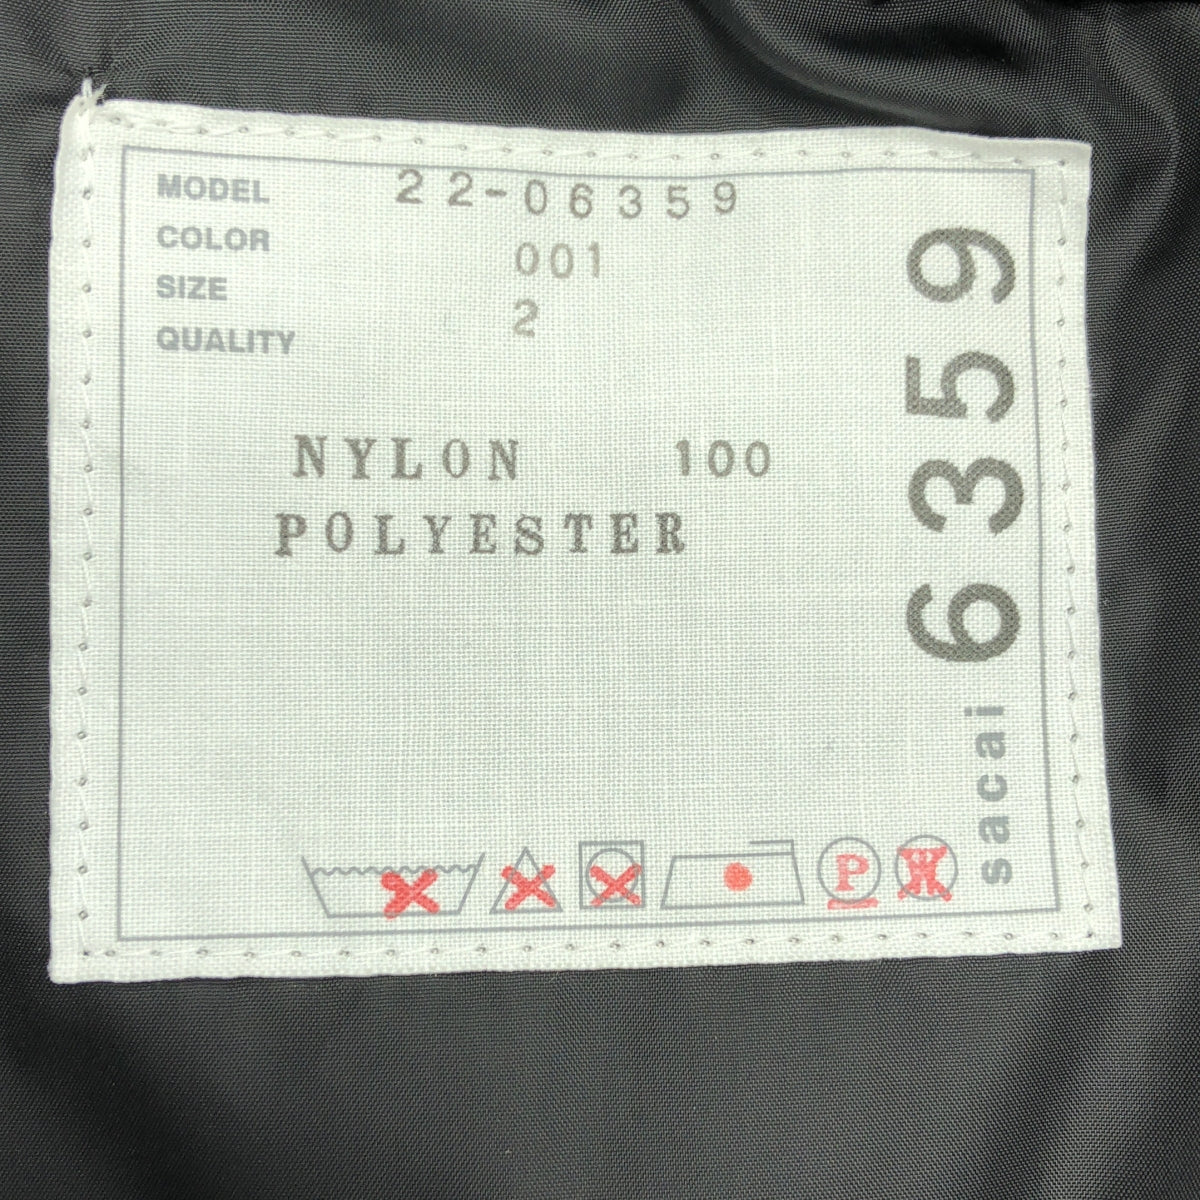 MODEL 22-06359
COLOR 001
SIZE 2
QUALITY
NYLON 100
POLYESTER
P W
sacai 6359